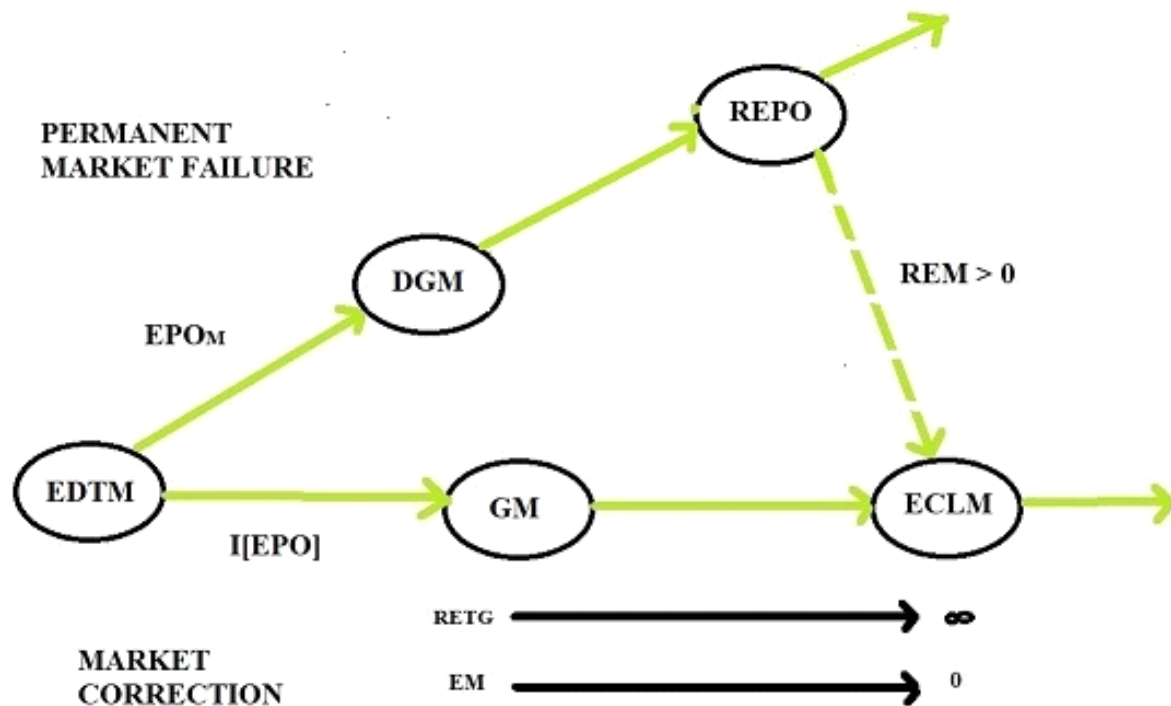 REPO
PERMANENT
MARKET FAILURE
DGM
REM > 0
EPOM
EDTM
GM
ECLM
I[EPO]
RETG ∞
MARKET
CORRECTION
EM 0